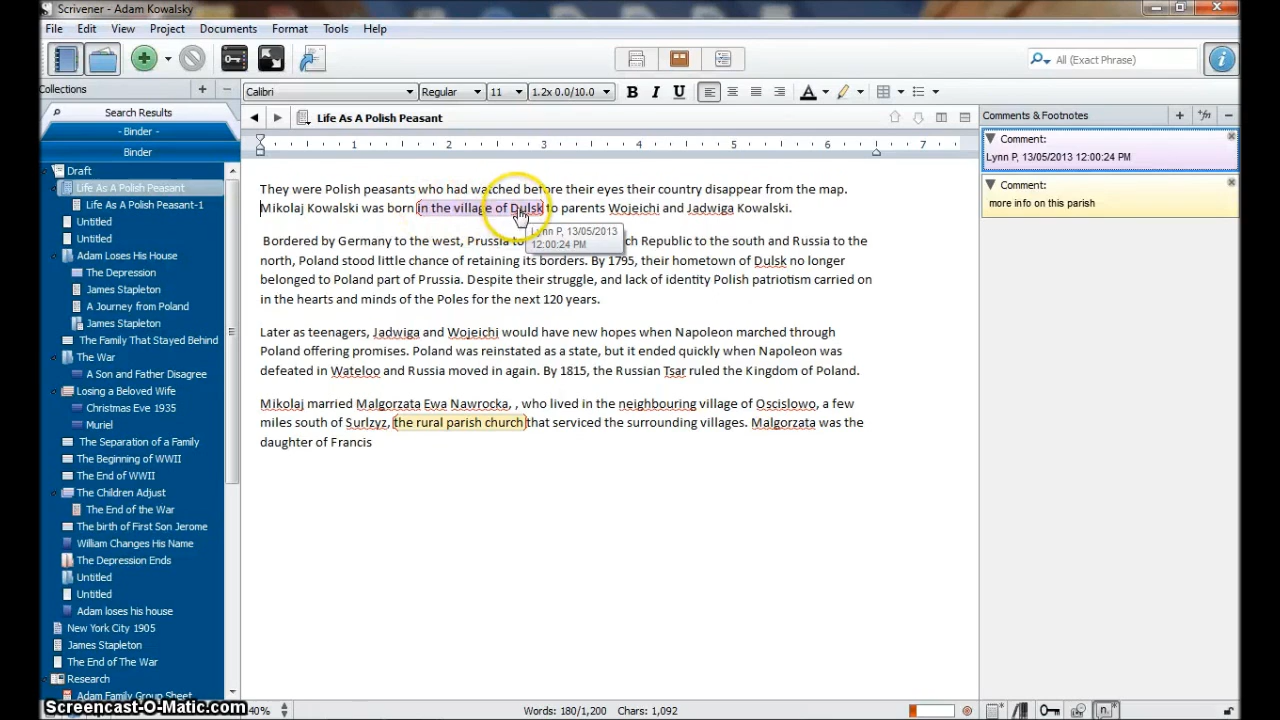 Scrivener - Adam Kowalsky
File Edit View Project Documents Format Tools Help
All (Exact Phrase)
Collections
Calibri Regular 11 1.2x 0.0/10.0 B I U A
Search Results
- Binder -
Binder
Draft
Life As A Polish Peasant
Life As A Polish Peasant-1
Untitled
Untitled
Adam Loses His House
The Depression
James Stapleton
A Journey from Poland
James Stapleton
The Family That Stayed Behind
The War
A Son and Father Disagree
Losing a Beloved Wife
Christmas Eve 1935
Muriel
The Separation of a Family
The Beginning of WWII
The End of WWII
The Children Adjust
The End of the War
The birth of First Son Jerome
William Changes His Name
The Depression Ends
Untitled
Untitled
Adam loses his house
New York City 1905
James Stapleton
The End of The War
Research
Adam Family Group Sheet
Life As A Polish Peasant
1 2 3 4 5 6 7
They were Polish peasants who had watched before their eyes their country disappear from the map.
Mikolaj Kowalski was born in the village of Dulsk to parents Wojeichi and Jadwiga Kowalski.
Bordered by Germany to the west, Prussia to ch Republic to the south and Russia to the
north, Poland stood little chance of retaining its borders. By 1795, their hometown of Dulsk no longer
belonged to Poland part of Prussia. Despite their struggle, and lack of identity Polish patriotism carried on
in the hearts and minds of the Poles for the next 120 years.
Lynn P, 13/05/2013
12:00:24 PM
Later as teenagers, Jadwiga and Wojeichi would have new hopes when Napoleon marched through
Poland offering promises. Poland was reinstated as a state, but it ended quickly when Napoleon was
defeated in Wateloo and Russia moved in again. By 1815, the Russian Tsar ruled the Kingdom of Poland.
Mikolaj married Malgorzata Ewa Nawrocka, , who lived in the neighbouring village of Oscislowo, a few
miles south of Surlzyz, the rural parish church that serviced the surrounding villages. Malgorzata was the
daughter of Francis
Comments & Footnotes
Comment:
Lynn P, 13/05/2013 12:00:24 PM
Comment:
more info on this parish
40% Words: 180/1,200 Chars: 1,092
Screencast-O-Matic.com